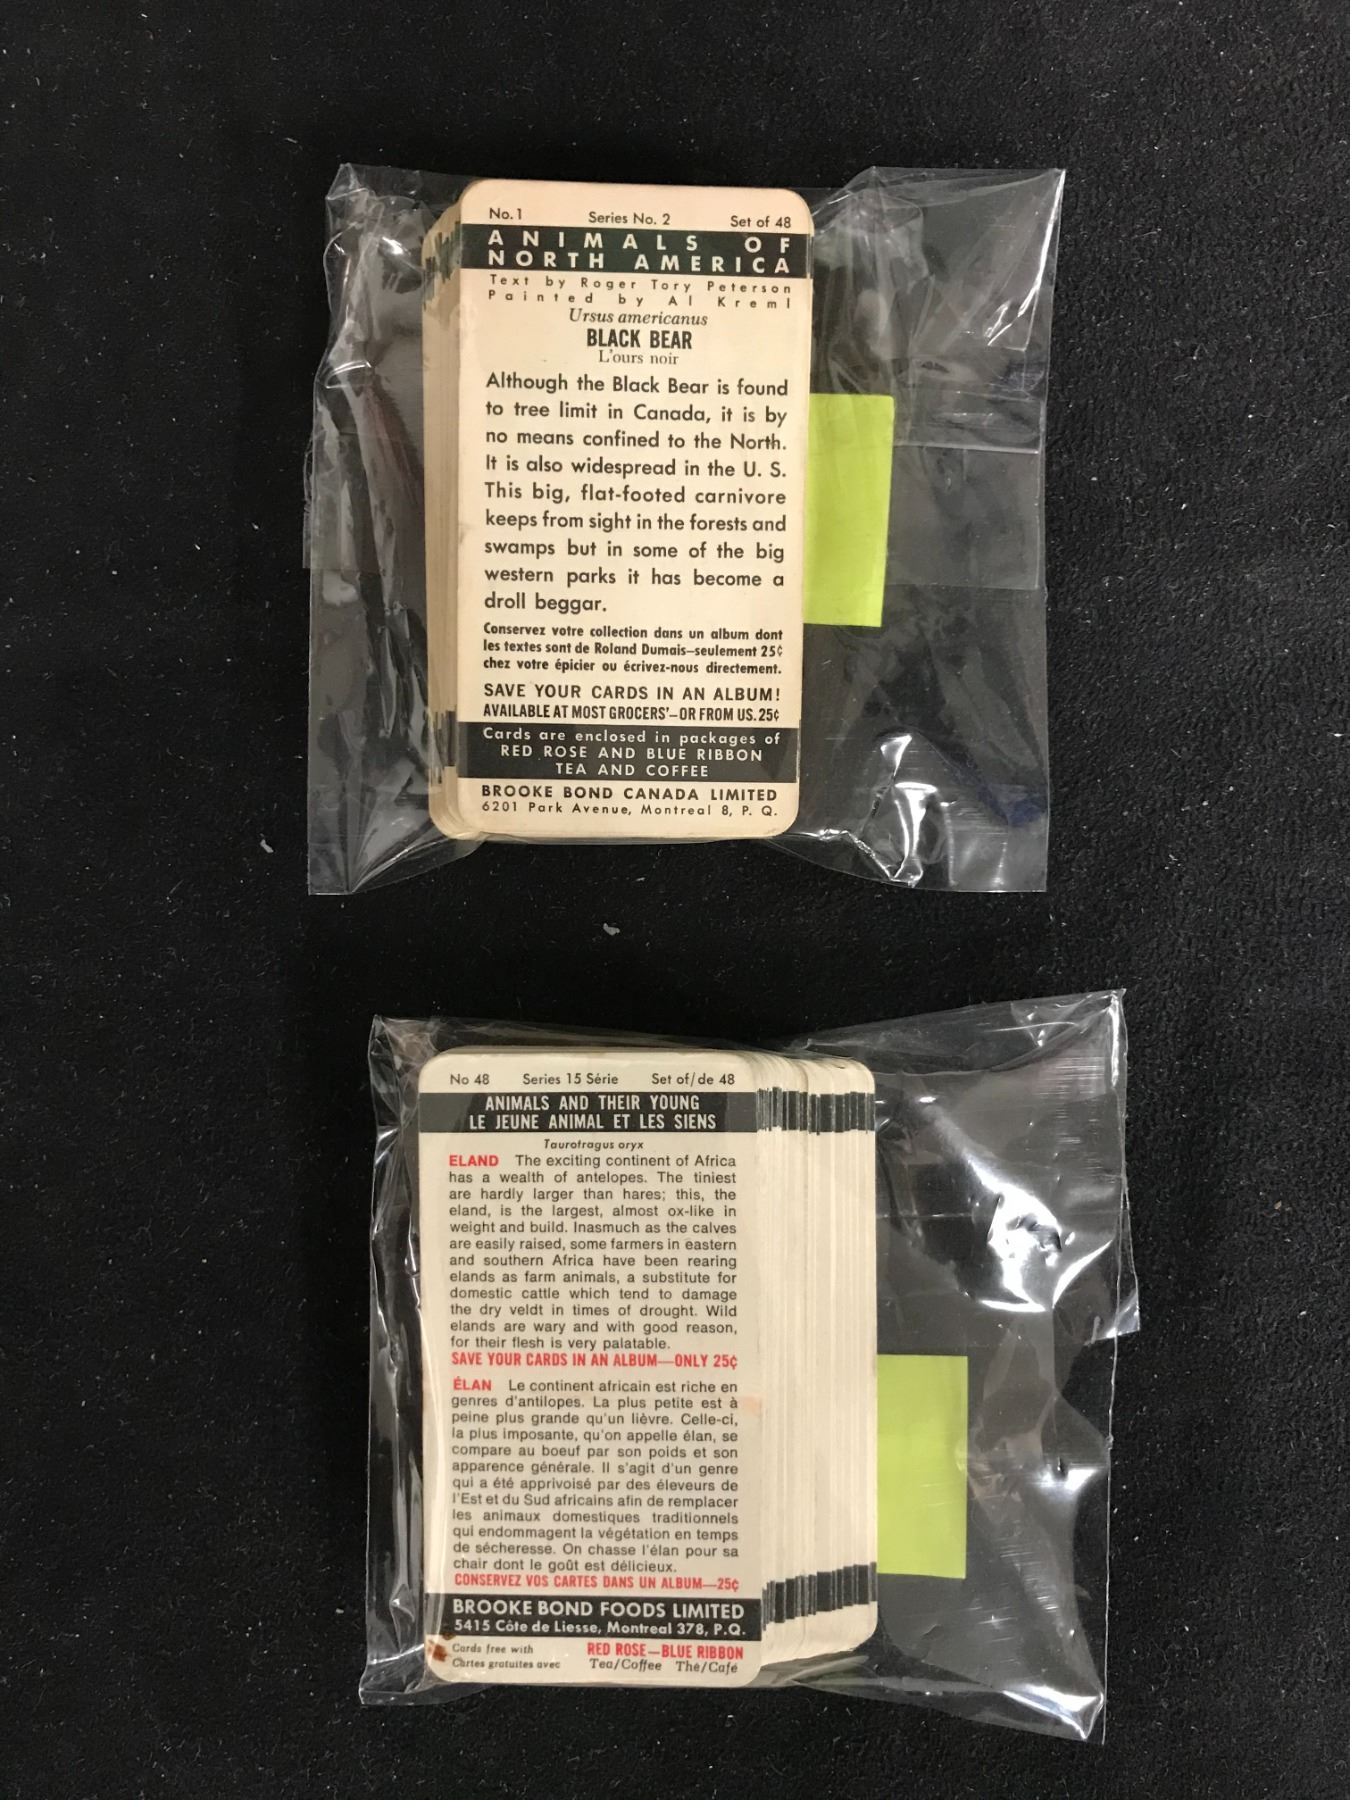 No. 1 Series No. 2 Set of 48
ANIMALS OF
NORTH AMERICA
Text by Roger Tory Peterson
Painted by Al Kreml
Ursus americanus
BLACK BEAR
L'ours noir
Although the Black Bear is found
to tree limit in Canada, it is by
no means confined to the North.
It is also widespread in the U. S.
This big, flat-footed carnivore
keeps from sight in the forests and
swamps but in some of the big
western parks it has become a
droll beggar.
Conservez votre collection dans un album dont
les textes sont de Roland Dumais—seulement 25¢
chez votre épicier ou écrivez-nous directement.
SAVE YOUR CARDS IN AN ALBUM!
AVAILABLE AT MOST GROCERS'—OR FROM US. 25¢
Cards are enclosed in packages of
RED ROSE AND BLUE RIBBON
TEA AND COFFEE
BROOKE BOND CANADA LIMITED
6201 Park Avenue, Montreal 8, P. Q.
No 48 Series 15 Série Set of/de 48
ANIMALS AND THEIR YOUNG
LE JEUNE ANIMAL ET LES SIENS
Taurotragus oryx
ELAND The exciting continent of Africa
has a wealth of antelopes. The tiniest
are hardly larger than hares; this, the
eland, is the largest, almost ox-like in
weight and build. Inasmuch as the calves
are easily raised, some farmers in eastern
and southern Africa have been rearing
elands as farm animals, a substitute for
domestic cattle which tend to damage
the dry veldt in times of drought. Wild
elands are wary and with good reason,
for their flesh is very palatable.
SAVE YOUR CARDS IN AN ALBUM—ONLY 25¢
ÉLAN Le continent africain est riche en
genres d'antilopes. La plus petite est à
peine plus grande qu'un lièvre. Celle-ci,
la plus imposante, qu'on appelle élan, se
compare au boeuf par son poids et son
apparence générale. Il s'agit d'un genre
qui a été apprivoisé par des éleveurs de
l'Est et du Sud africains afin de remplacer
les animaux domestiques traditionnels
qui endommagent la végétation en temps
de sécheresse. On chasse l'élan pour sa
chair dont le goût est délicieux.
CONSERVEZ VOS CARTES DANS UN ALBUM—25¢
BROOKE BOND FOODS LIMITED
5415 Côte de Liesse, Montreal 378, P.Q.
Cards free with RED ROSE—BLUE RIBBON
Cartes gratuites avec Tea/Coffee Thé/Café